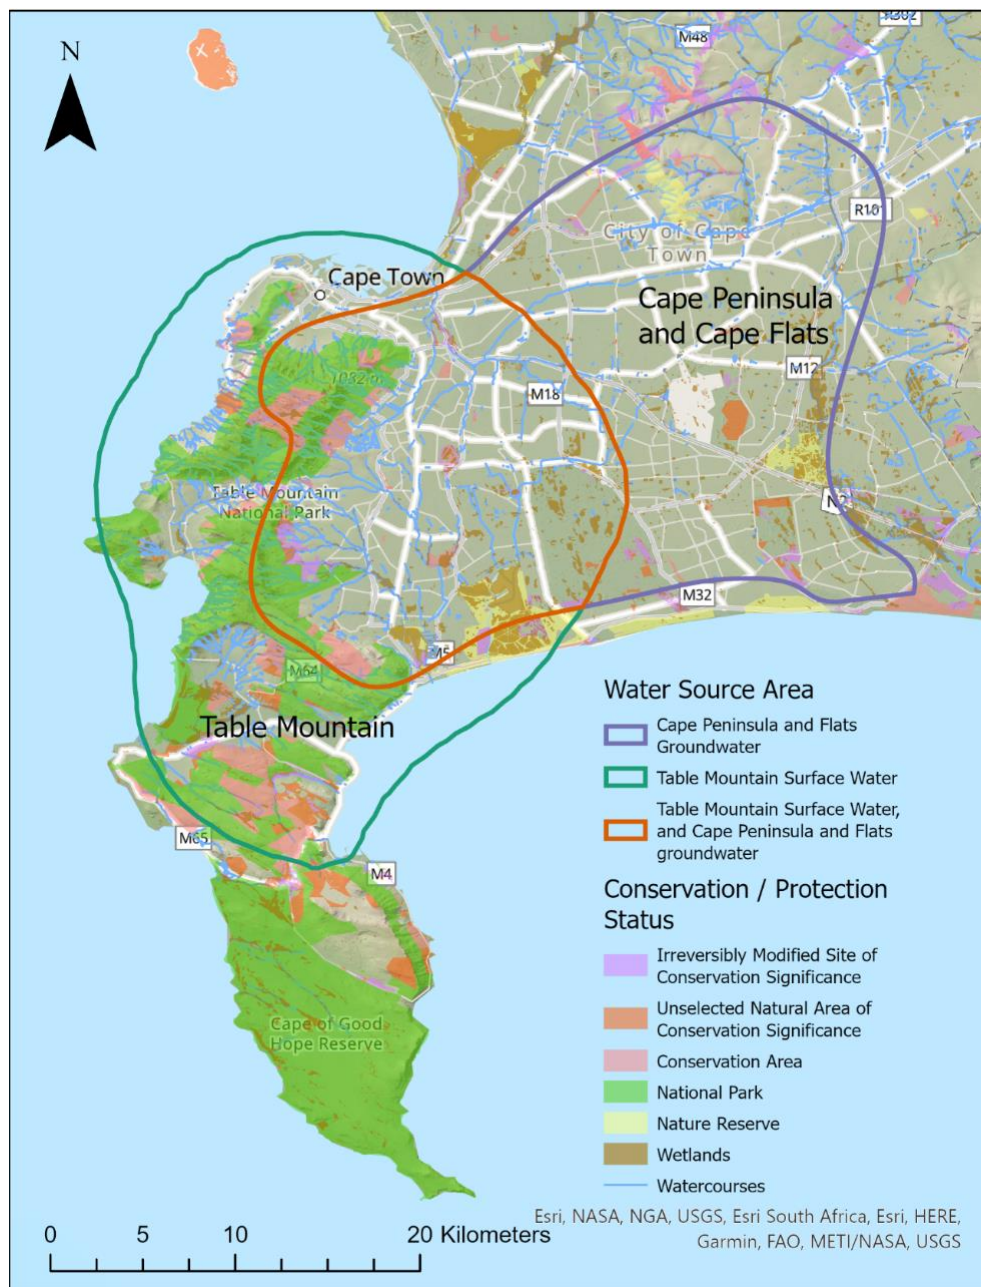 N
M48
R302
R101
City of Cape
Town
Cape Town
Cape Peninsula
and Cape Flats
1082 m
M12
M18
Table Mountain
National Park
N2
M32
M5
M64
Table Mountain
M65
M4
Cape of Good
Hope Reserve
Water Source Area
Cape Peninsula and Flats
Groundwater
Table Mountain Surface Water
Table Mountain Surface Water,
and Cape Peninsula and Flats
groundwater
Conservation / Protection
Status
Irreversibly Modified Site of
Conservation Significance
Unselected Natural Area of
Conservation Significance
Conservation Area
National Park
Nature Reserve
Wetlands
Watercourses
0 5 10 20 Kilometers
Esri, NASA, NGA, USGS, Esri South Africa, Esri, HERE,
Garmin, FAO, METI/NASA, USGS